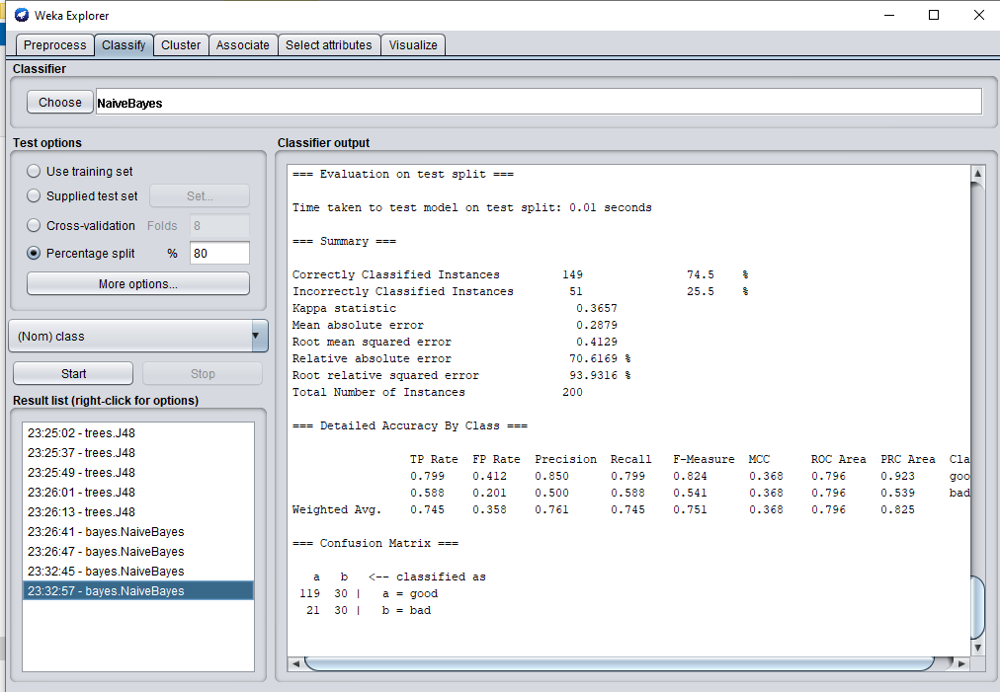 Weka Explorer
Preprocess Classify Cluster Associate Select attributes Visualize
Classifier
Choose NaiveBayes
Test options
Use training set
Supplied test set Set...
Cross-validation Folds 8
Percentage split % 80
More options...
(Nom) class
Start Stop
Result list (right-click for options)
23:25:02 - trees.J48
23:25:37 - trees.J48
23:25:49 - trees.J48
23:26:01 - trees.J48
23:26:13 - trees.J48
23:26:41 - bayes.NaiveBayes
23:26:47 - bayes.NaiveBayes
23:32:45 - bayes.NaiveBayes
23:32:57 - bayes.NaiveBayes
Classifier output
=== Evaluation on test split ===
Time taken to test model on test split: 0.01 seconds
=== Summary ===
Correctly Classified Instances 149 74.5 %
Incorrectly Classified Instances 51 25.5 %
Kappa statistic 0.3657
Mean absolute error 0.2879
Root mean squared error 0.4129
Relative absolute error 70.6169 %
Root relative squared error 93.9316 %
Total Number of Instances 200
=== Detailed Accuracy By Class ===
TP Rate FP Rate Precision Recall F-Measure MCC ROC Area PRC Area Cla
0.799 0.412 0.850 0.799 0.824 0.368 0.796 0.923 goo
0.588 0.201 0.500 0.588 0.541 0.368 0.796 0.539 bad
Weighted Avg. 0.745 0.358 0.761 0.745 0.751 0.368 0.796 0.825
=== Confusion Matrix ===
a b <-- classified as
119 30 | a = good
21 30 | b = bad